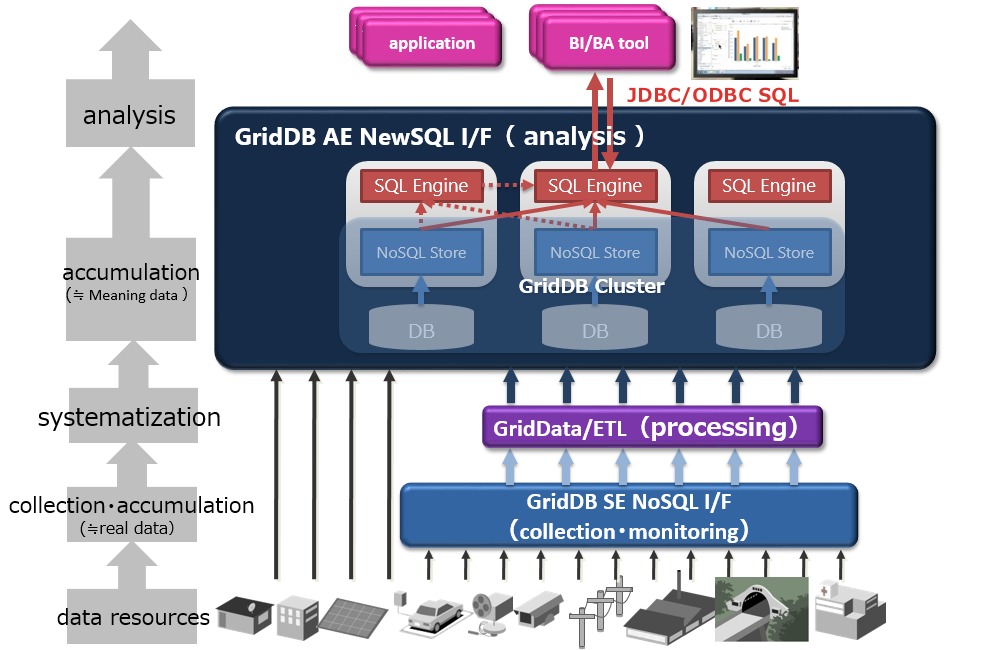 application
BI/BA tool
JDBC/ODBC SQL
analysis
GridDB AE NewSQL I/F（ analysis ）
SQL Engine
SQL Engine
SQL Engine
NoSQL Store
NoSQL Store
NoSQL Store
accumulation
(≒ Meaning data )
GridDB Cluster
DB
DB
DB
systematization
GridData/ETL（processing）
collection・accumulation
(≒real data)
GridDB SE NoSQL I/F
（collection・monitoring）
data resources